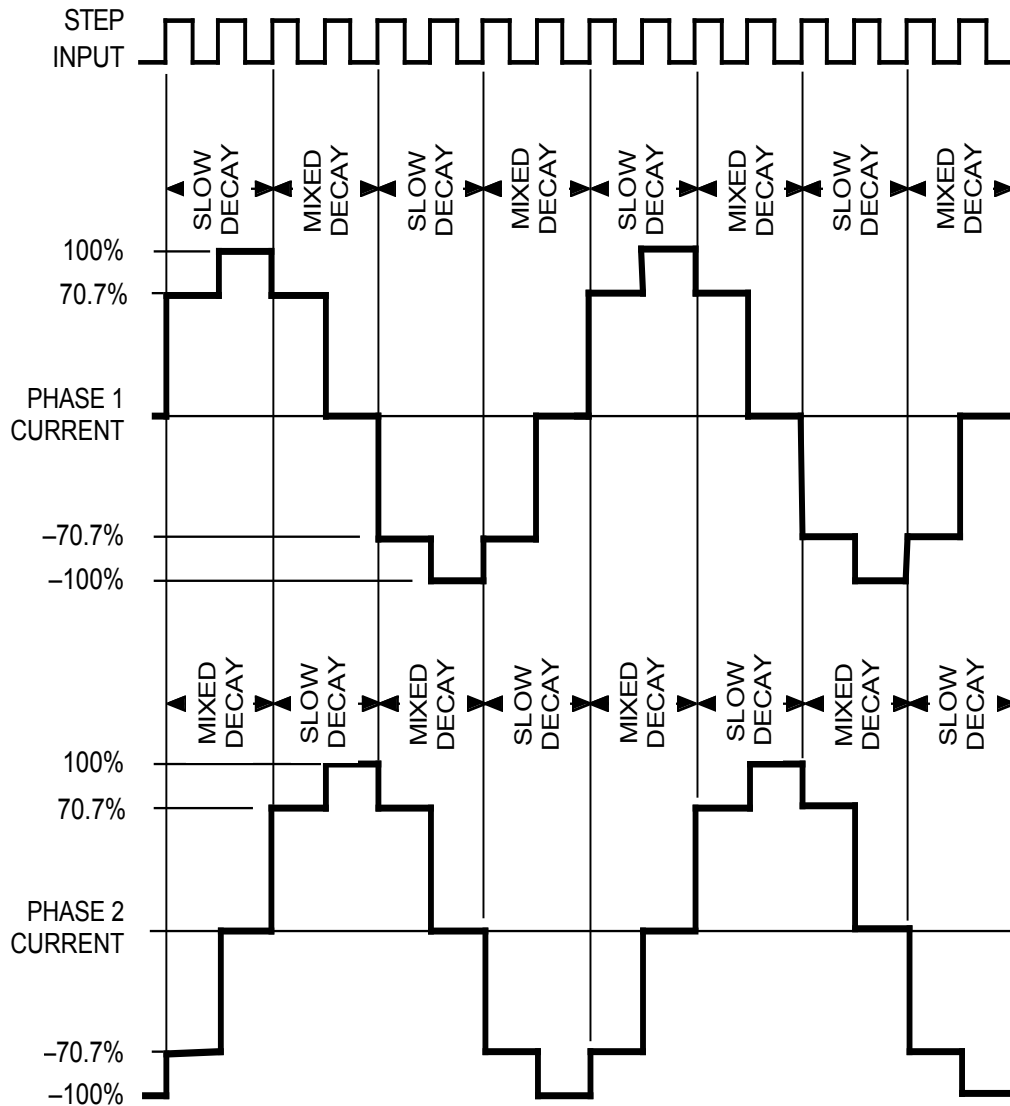 STEP
INPUT
SLOW
DECAY
MIXED
DECAY
SLOW
DECAY
MIXED
DECAY
SLOW
DECAY
MIXED
DECAY
SLOW
DECAY
MIXED
DECAY
100%
70.7%
PHASE 1
CURRENT
–70.7%
–100%
MIXED
DECAY
SLOW
DECAY
MIXED
DECAY
SLOW
DECAY
MIXED
DECAY
SLOW
DECAY
MIXED
DECAY
SLOW
DECAY
100%
70.7%
PHASE 2
CURRENT
–70.7%
–100%